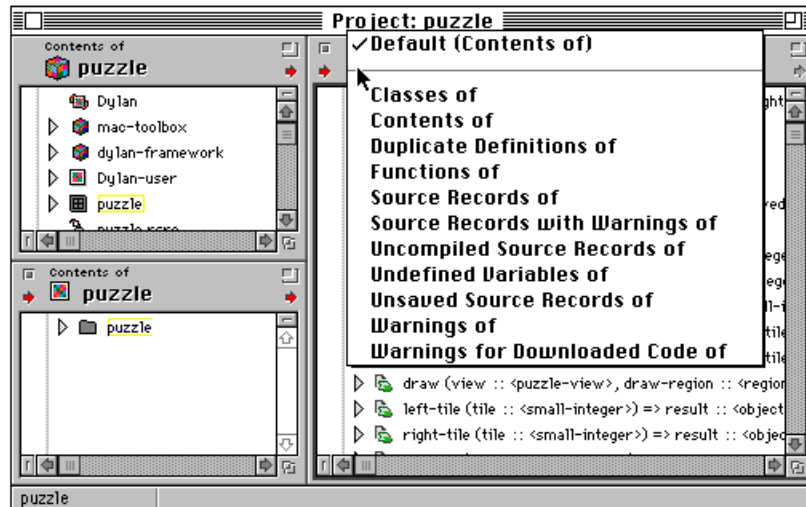 Project: puzzle
Contents of
puzzle
Dylan
mac-toolbox
dylan-framework
Dylan-user
puzzle
puzzle.rsrc
Contents of
puzzle
puzzle
✓Default (Contents of)
Classes of
Contents of
Duplicate Definitions of
Functions of
Source Records of
Source Records with Warnings of
Uncompiled Source Records of
Undefined Variables of
Unsaved Source Records of
Warnings of
Warnings for Downloaded Code of
draw (view :: <puzzle-view>, draw-region :: <region
left-tile (tile :: <small-integer>) => result :: <object
right-tile (tile :: <small-integer>) => result :: <objec
puzzle